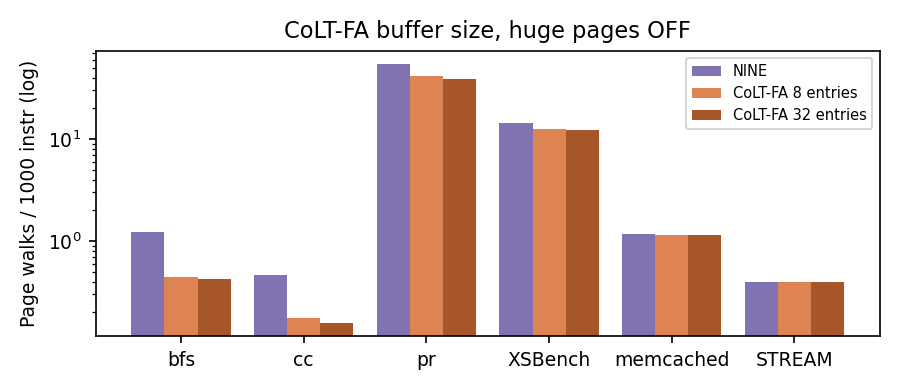 CoLT-FA buffer size, huge pages OFF
Page walks / 1000 instr (log)
10¹
10⁰
NINE
CoLT-FA 8 entries
CoLT-FA 32 entries
bfs cc pr XSBench memcached STREAM